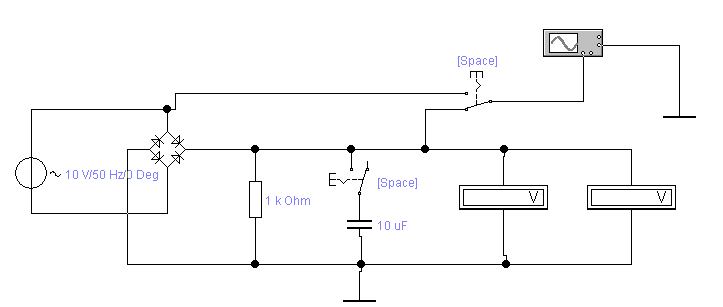 [Space]
10 V/50 Hz/0 Deg
[Space]
1 k Ohm
10 uF
V
V